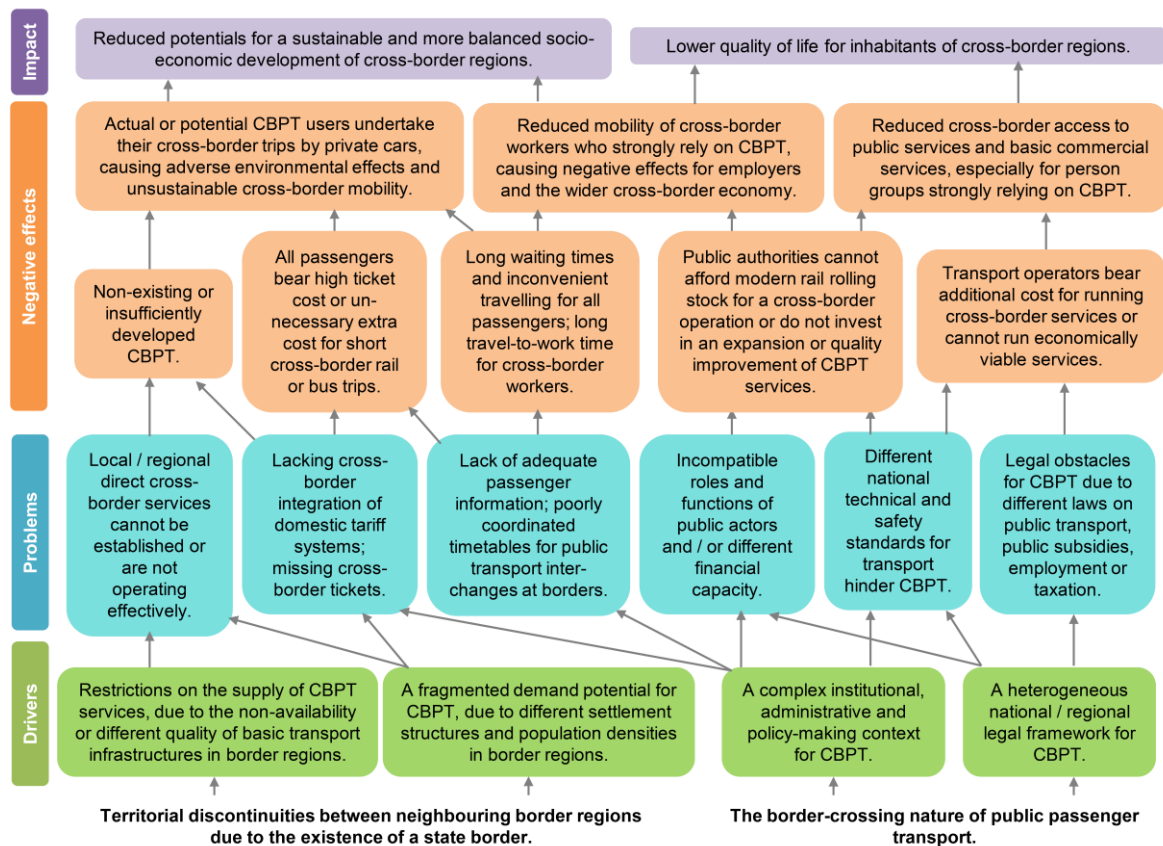 Impact
Reduced potentials for a sustainable and more balanced socio-
economic development of cross-border regions.
Lower quality of life for inhabitants of cross-border regions.
Negative effects
Actual or potential CBPT users undertake
their cross-border trips by private cars,
causing adverse environmental effects and
unsustainable cross-border mobility.
Reduced mobility of cross-border
workers who strongly rely on CBPT,
causing negative effects for employers
and the wider cross-border economy.
Reduced cross-border access to
public services and basic commercial
services, especially for person
groups strongly relying on CBPT.
Non-existing or
insufficiently
developed
CBPT.
All passengers
bear high ticket
cost or un-
necessary extra
cost for short
cross-border rail
or bus trips.
Long waiting times
and inconvenient
travelling for all
passengers; long
travel-to-work time
for cross-border
workers.
Public authorities cannot
afford modern rail rolling
stock for a cross-border
operation or do not invest
in an expansion or quality
improvement of CBPT
services.
Transport operators bear
additional cost for running
cross-border services or
cannot run economically
viable services.
Problems
Local / regional
direct cross-
border services
cannot be
established or
are not
operating
effectively.
Lacking cross-
border
integration of
domestic tariff
systems;
missing cross-
border tickets.
Lack of adequate
passenger
information; poorly
coordinated
timetables for public
transport inter-
changes at borders.
Incompatible
roles and
functions of
public actors
and / or different
financial
capacity.
Different
national
technical and
safety
standards for
transport
hinder CBPT.
Legal obstacles
for CBPT due to
different laws on
public transport,
public subsidies,
employment or
taxation.
Drivers
Restrictions on the supply of CBPT
services, due to the non-availability
or different quality of basic transport
infrastructures in border regions.
A fragmented demand potential for
CBPT, due to different settlement
structures and population densities
in border regions.
A complex institutional,
administrative and
policy-making context
for CBPT.
A heterogeneous
national / regional
legal framework for
CBPT.
Territorial discontinuities between neighbouring border regions
due to the existence of a state border.
The border-crossing nature of public passenger
transport.